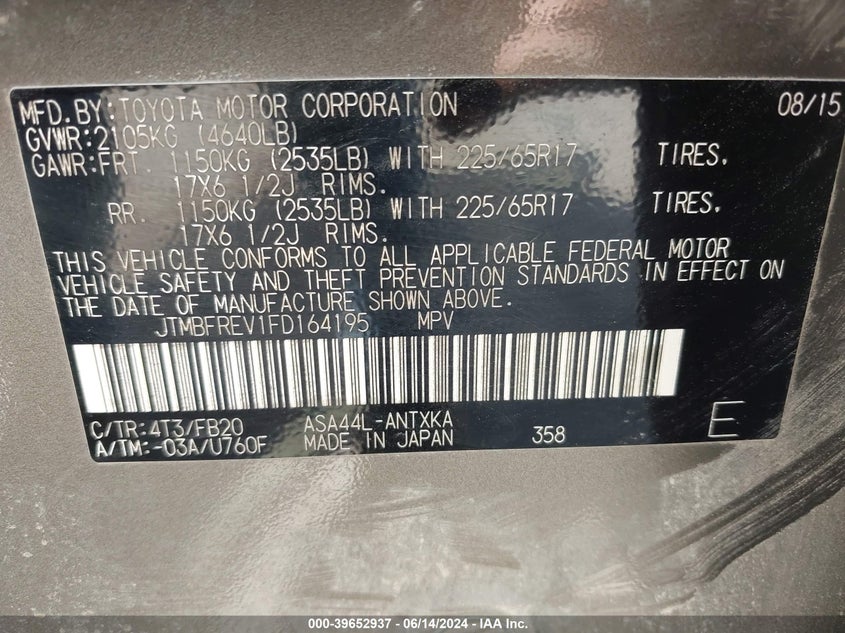 MFD.BY:TOYOTA MOTOR CORPORATION 08/15
GVWR:2105KG (4640LB)
GAWR:FRT. 1150KG (2535LB) WITH 225/65R17 TIRES.
17X6 1/2J RIMS.
RR. 1150KG (2535LB) WITH 225/65R17 TIRES.
17X6 1/2J RIMS.
THIS VEHICLE CONFORMS TO ALL APPLICABLE FEDERAL MOTOR
VEHICLE SAFETY AND THEFT PREVENTION STANDARDS IN EFFECT ON
THE DATE OF MANUFACTURE SHOWN ABOVE.
JTMBFREV1FD164195 MPV
C/TR:4T3/FB20 ASA44L-ANTXKA
A/TM:-03A/U760F MADE IN JAPAN 358 E
000-39652937 / 06/14/2024 - IAA Inc.